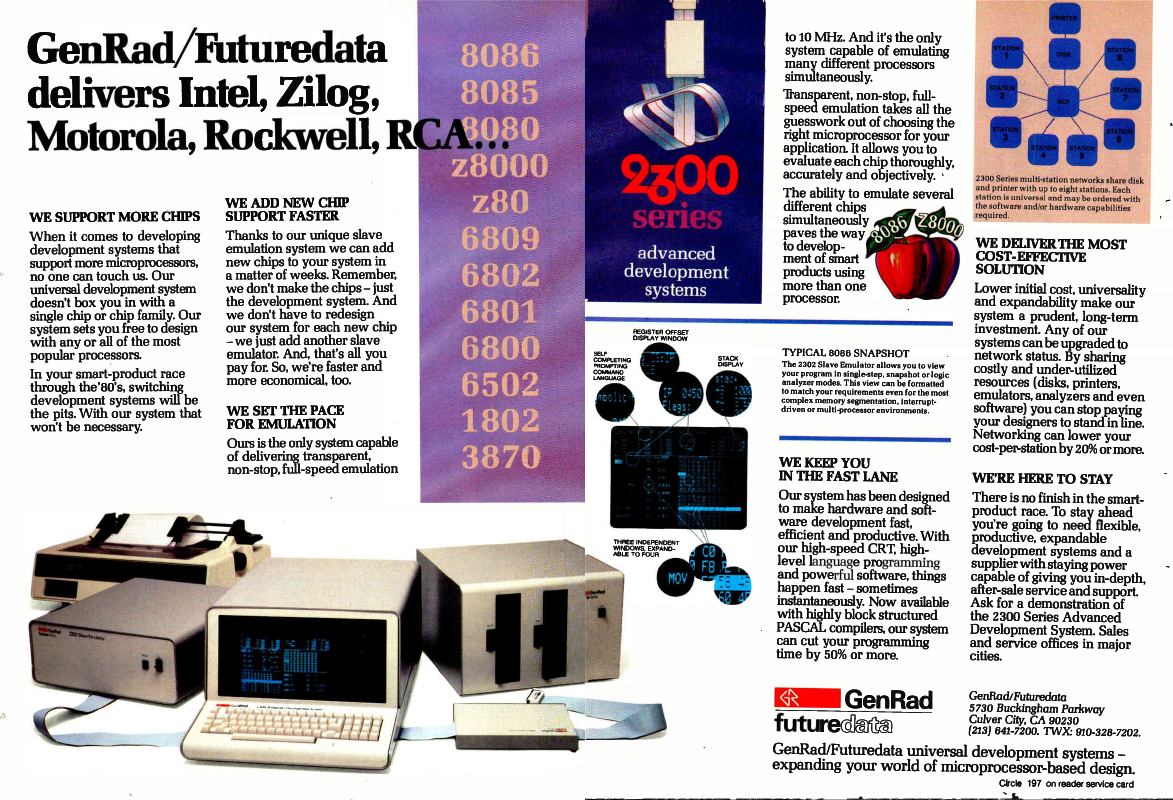 GenRad/Futuredata
delivers Intel, Zilog,
Motorola, Rockwell, RCA...
WE SUPPORT MORE CHIPS
When it comes to developing
development systems that
support more microprocessors,
no one can touch us. Our
universal development system
doesn't box you in with a
single chip or chip family. Our
system sets you free to design
with any or all of the most
popular processors.
In your smart-product race
through the '80's, switching
development systems will be
the pits. With our system that
won't be necessary.
WE ADD NEW CHIP
SUPPORT FASTER
Thanks to our unique slave
emulation system we can add
new chips to your system in
a matter of weeks. Remember,
we don't make the chips – just
the development system. And
we don't have to redesign
our system for each new chip
– we just add another slave
emulator. And, that's all you
pay for. So, we're faster and
more economical, too.
WE SET THE PACE
FOR EMULATION
Ours is the only system capable
of delivering transparent,
non-stop, full-speed emulation
8086
8085
8080
z8000
z80
6809
6802
6801
6800
6502
1802
3870
2300
series
advanced
development
systems
to 10 MHz. And it's the only
system capable of emulating
many different processors
simultaneously.
Transparent, non-stop, full-
speed emulation takes all the
guesswork out of choosing the
right microprocessor for your
application. It allows you to
evaluate each chip thoroughly,
accurately and objectively.
The ability to emulate several
different chips
simultaneously
paves the way
to develop-
ment of smart
products using
more than one
processor.
8086
Z8000
PRINTER
DISK
NCP
STATION
1
STATION
2
STATION
3
STATION
4
STATION
5
STATION
6
STATION
7
STATION
8
2300 Series multi-station networks share disk
and printer with up to eight stations. Each
station is universal and may be ordered with
the software and/or hardware capabilities
required.
REGISTER OFFSET
DISPLAY WINDOW
SELF
COMPLETING
PROMPTING
COMMAND
LANGUAGE
STACK
DISPLAY
mbolic
IP 0450
Flags:
stac
THREE INDEPENDENT
WINDOWS, EXPAND-
ABLE TO FOUR
MOV
C0
F8
60 45
TYPICAL 8086 SNAPSHOT
The 2302 Slave Emulator allows you to view
your program in single-step, snapshot or logic
analyzer modes. This view can be formatted
to match your requirements even for the most
complex memory segmentation, interrupt-
driven or multi-processor environments.
WE KEEP YOU
IN THE FAST LANE
Our system has been designed
to make hardware and soft-
ware development fast,
efficient and productive. With
our high-speed CRT, high-
level language programming
and powerful software, things
happen fast – sometimes
instantaneously. Now available
with highly block structured
PASCAL compilers, our system
can cut your programming
time by 50% or more.
WE DELIVER THE MOST
COST-EFFECTIVE
SOLUTION
Lower initial cost, universality
and expandability make our
system a prudent, long-term
investment. Any of our
systems can be upgraded to
network status. By sharing
costly and under-utilized
resources (disks, printers,
emulators, analyzers and even
software) you can stop paying
your designers to stand in line.
Networking can lower your
cost-per-station by 20% or more.
WE'RE HERE TO STAY
There is no finish in the smart-
product race. To stay ahead
you're going to need flexible,
productive, expandable
development systems and a
supplier with staying power
capable of giving you in-depth,
after-sale service and support.
Ask for a demonstration of
the 2300 Series Advanced
Development System. Sales
and service offices in major
cities.
GenRad
2302 Slave Emulator
GenRad
GenRad
futuredata
GenRad/Futuredata
5730 Buckingham Parkway
Culver City, CA 90230
(213) 641-7200. TWX: 910-328-7202.
GenRad/Futuredata universal development systems –
expanding your world of microprocessor-based design.
Circle 197 on reader service card